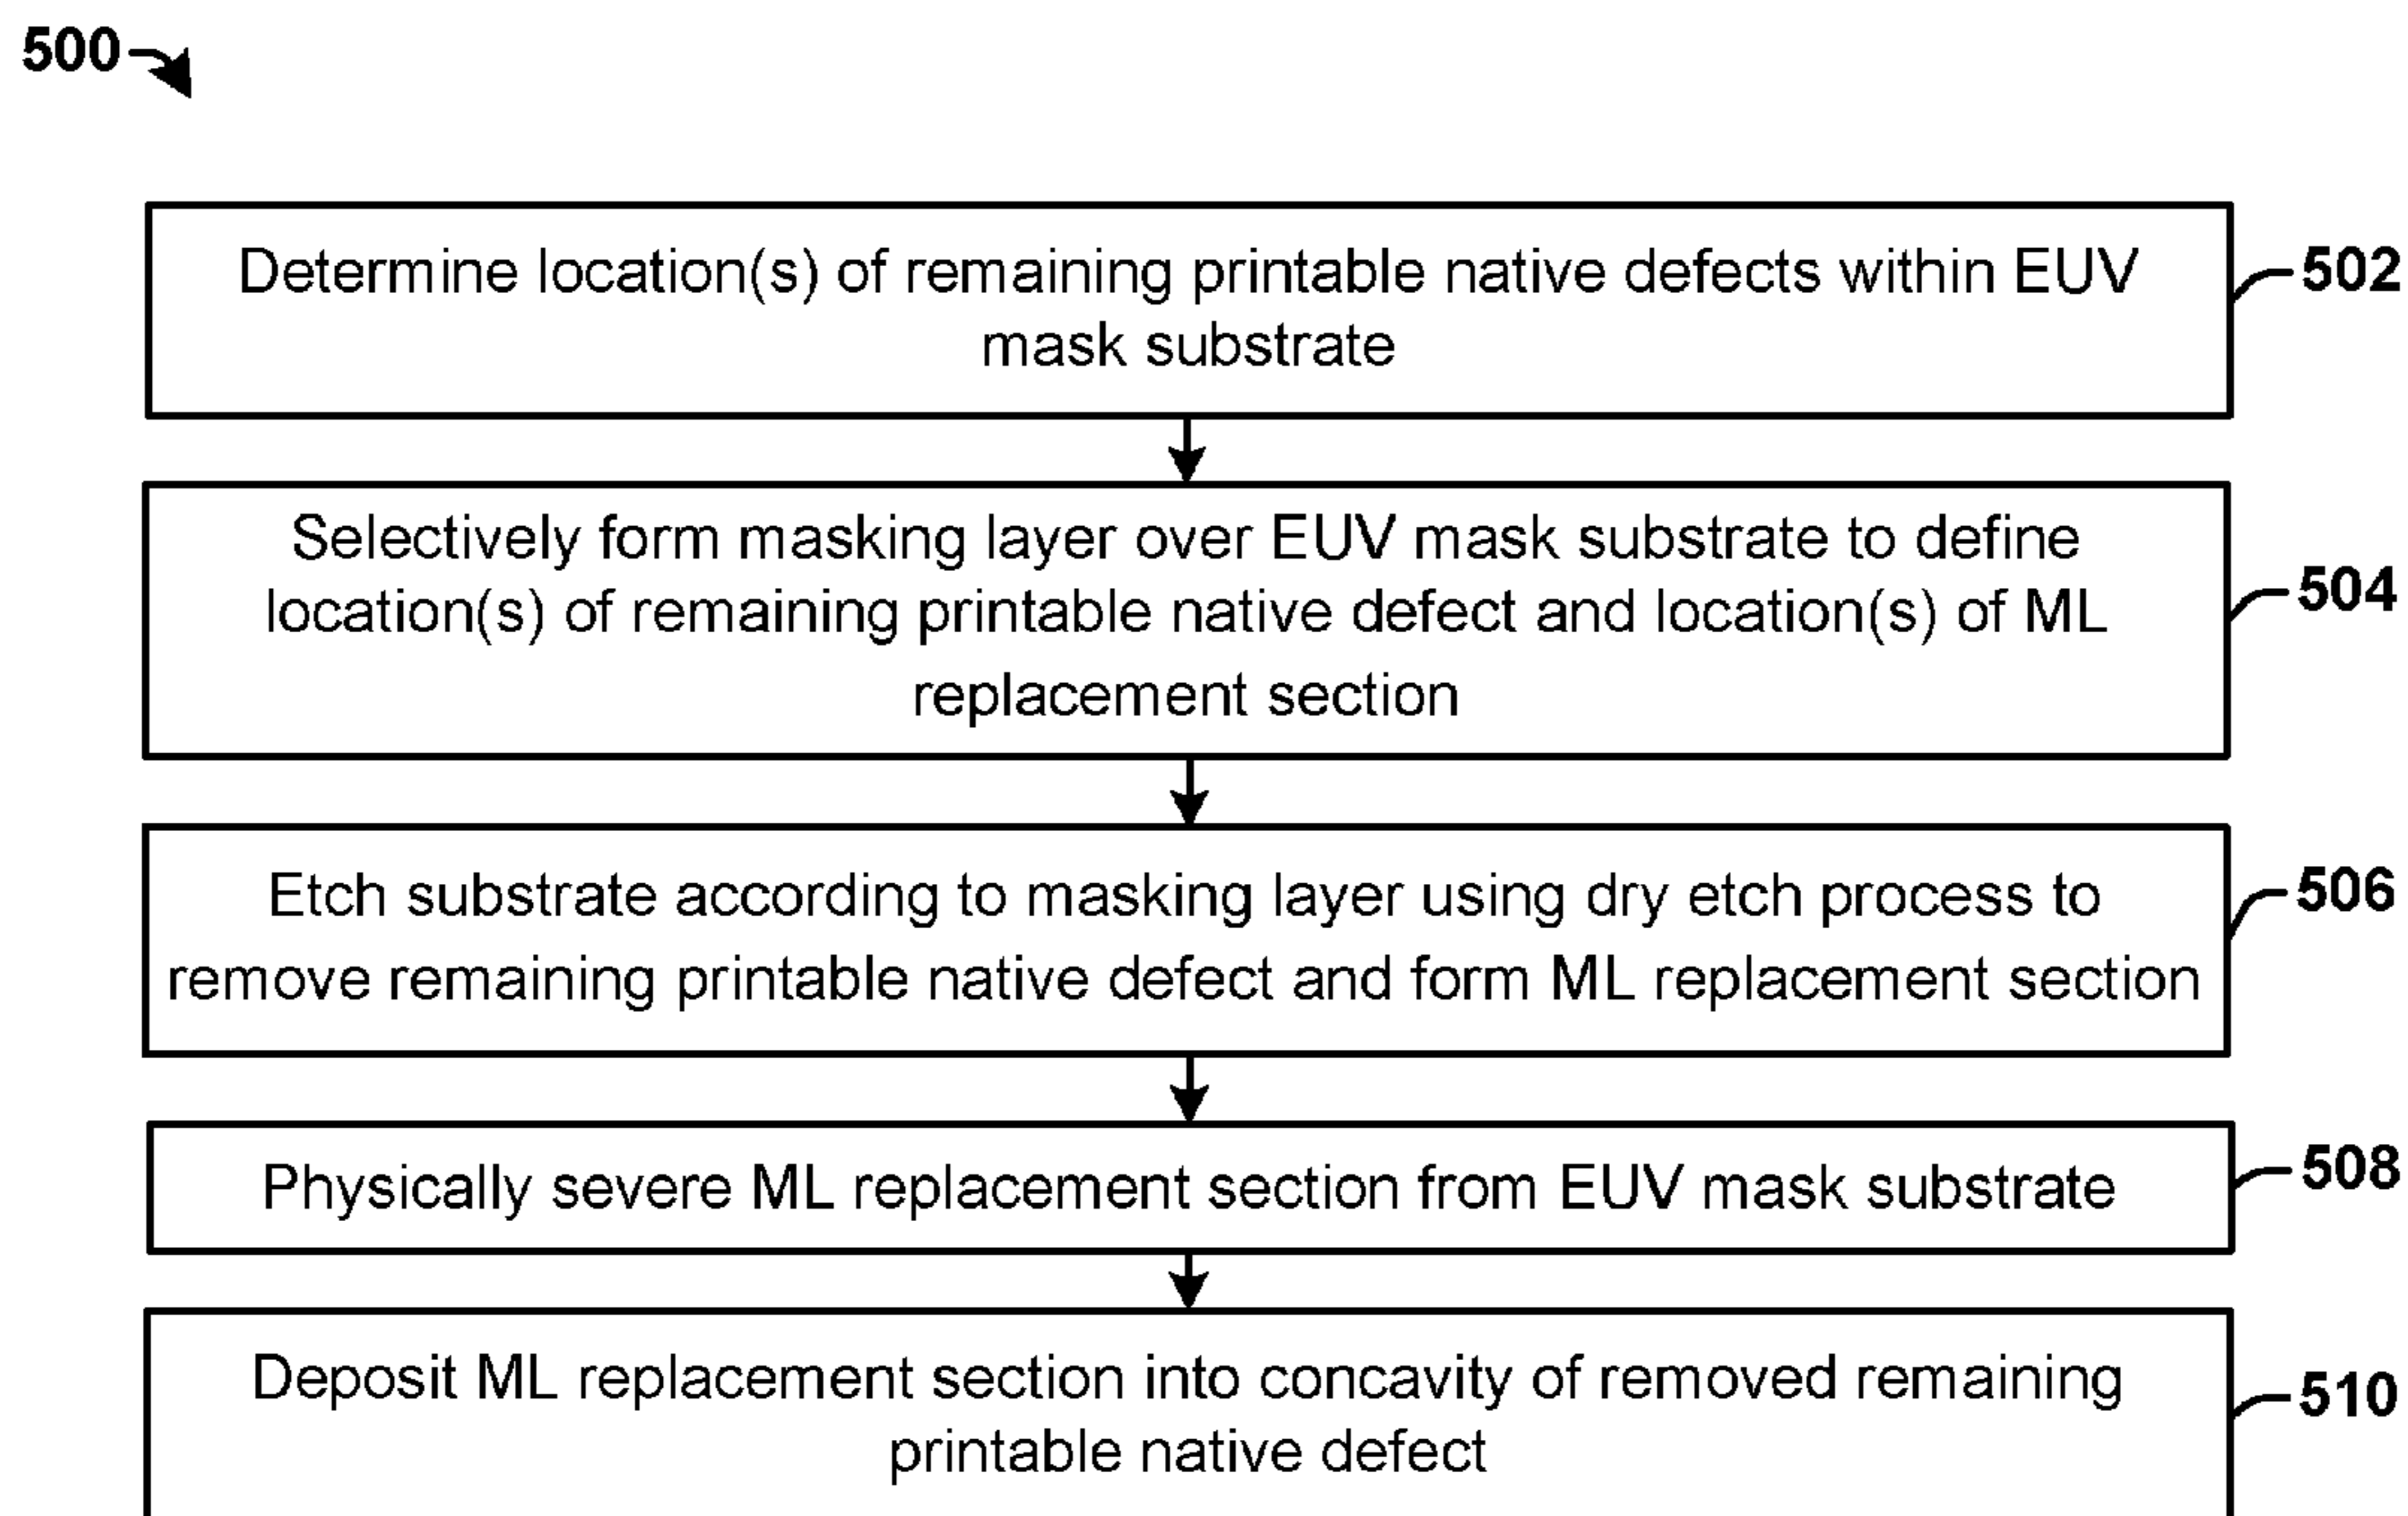 500
Determine location(s) of remaining printable native defects within EUV
mask substrate
502
Selectively form masking layer over EUV mask substrate to define
location(s) of remaining printable native defect and location(s) of ML
replacement section
504
Etch substrate according to masking layer using dry etch process to
remove remaining printable native defect and form ML replacement section
506
Physically severe ML replacement section from EUV mask substrate
508
Deposit ML replacement section into concavity of removed remaining
printable native defect
510